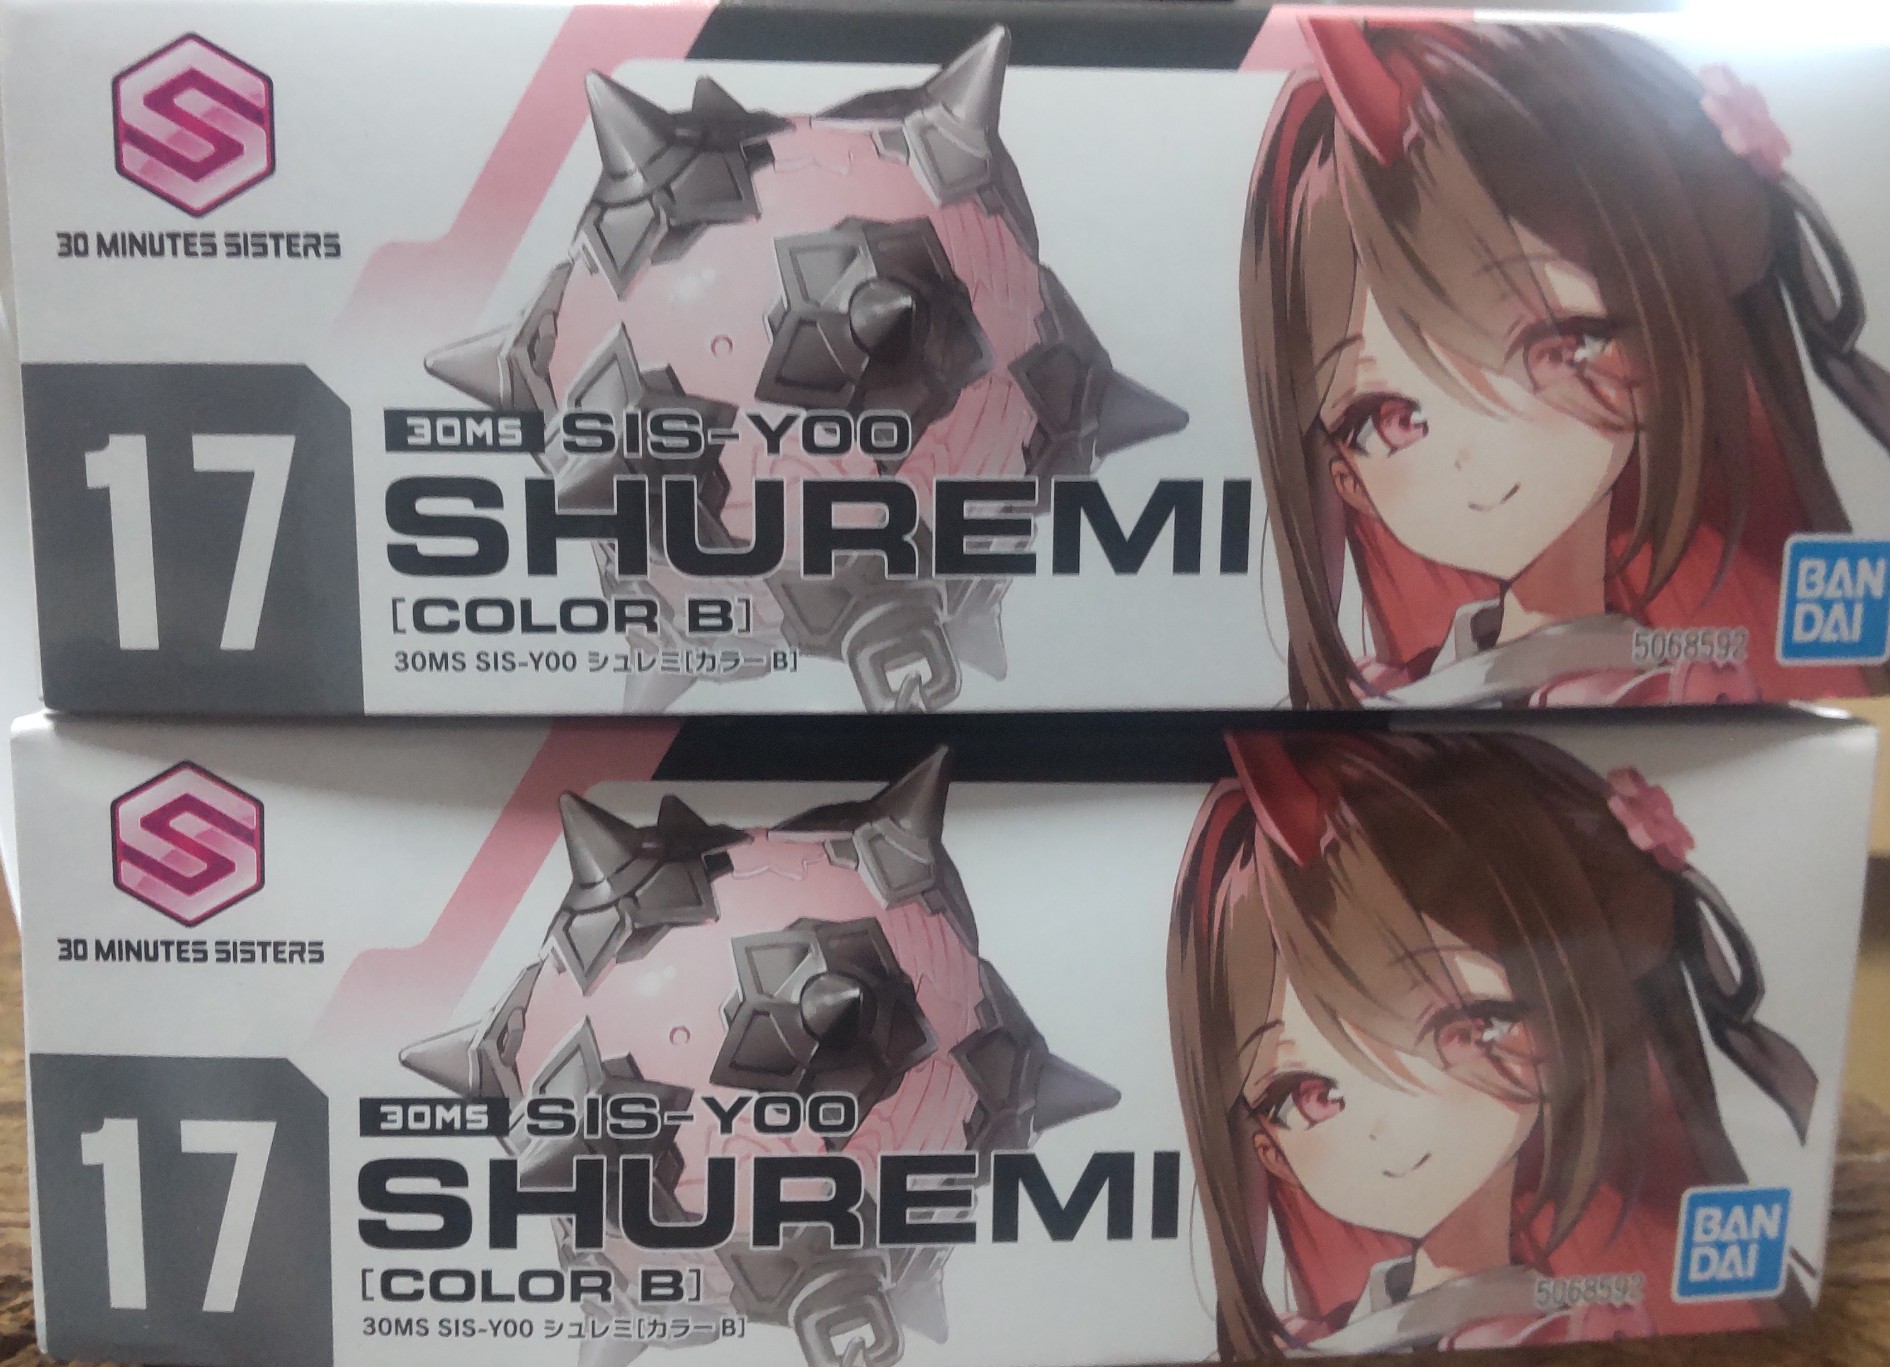 30 MINUTES SISTERS
17
30MS SIS-Y00
SHUREMI
[COLOR B]
30MS SIS-Y00 シュレミ[カラーB]
5068592
BAN
DAI
30 MINUTES SISTERS
17
30MS SIS-Y00
SHUREMI
[COLOR B]
30MS SIS-Y00 シュレミ[カラーB]
5068592
BAN
DAI